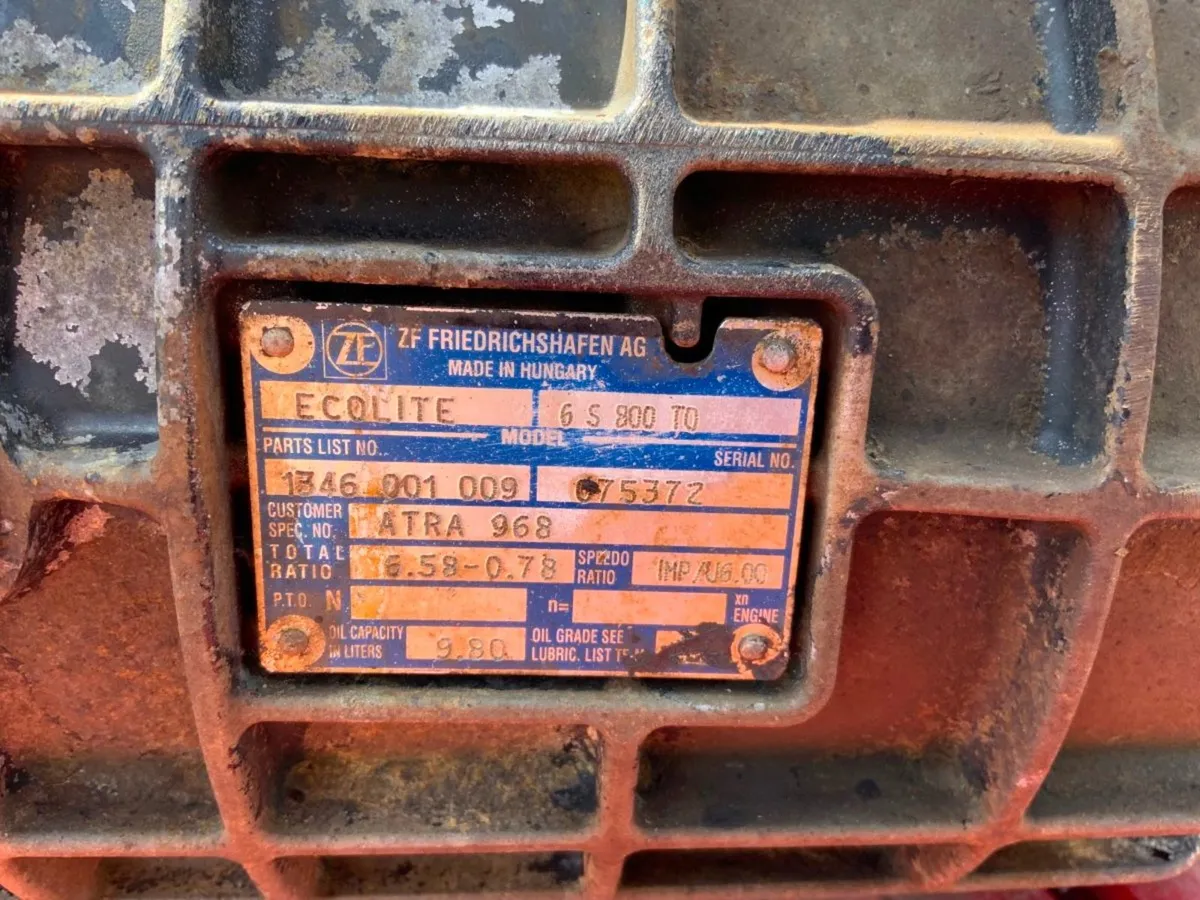 ZF ZF FRIEDRICHSHAFEN AG
MADE IN HUNGARY
ECOLITE 6 S 800 TO
MODEL
PARTS LIST NO. SERIAL NO.
1346 001 009 075372
CUSTOMER SPEC. NO. ATRA 968
TOTAL RATIO 6.58-0.78 SPEEDO RATIO IMP/U6.00
P.T.O. N n= xn ENGINE
OIL CAPACITY IN LITERS 9.80 OIL GRADE SEE LUBRIC. LIST